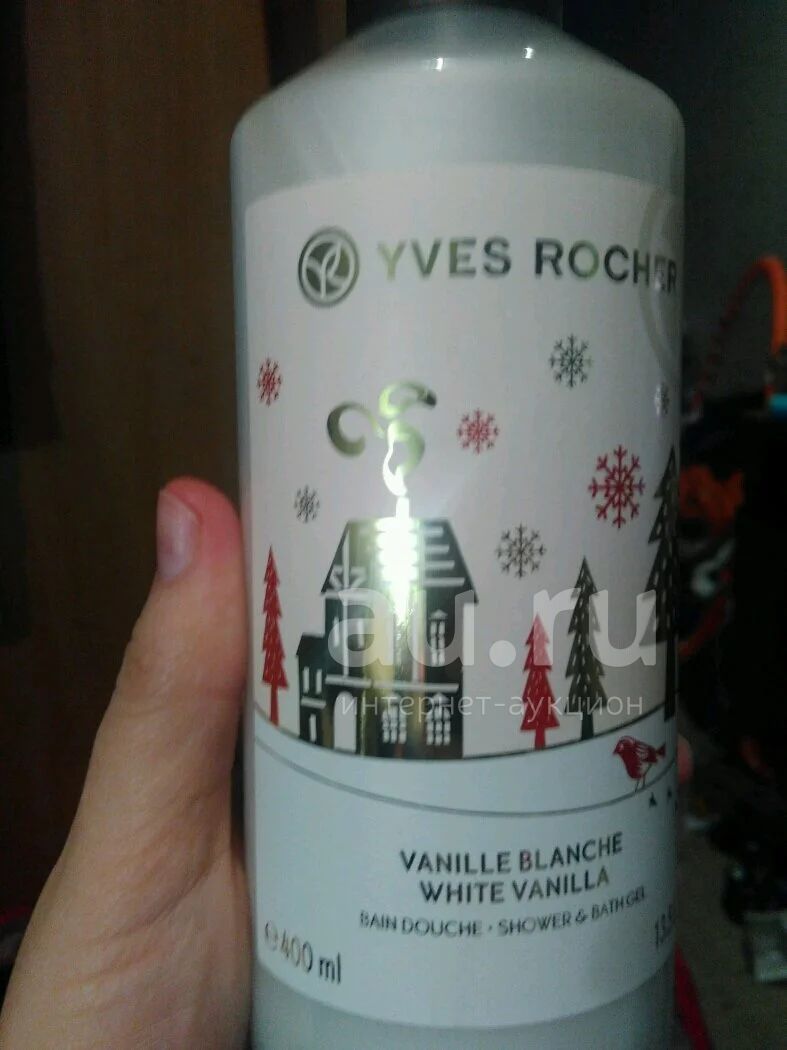 YVES ROCHER
au.ru
интернет-аукцион
VANILLE BLANCHE
WHITE VANILLA
BAIN DOUCHE • SHOWER & BATH GEL
℮400 ml